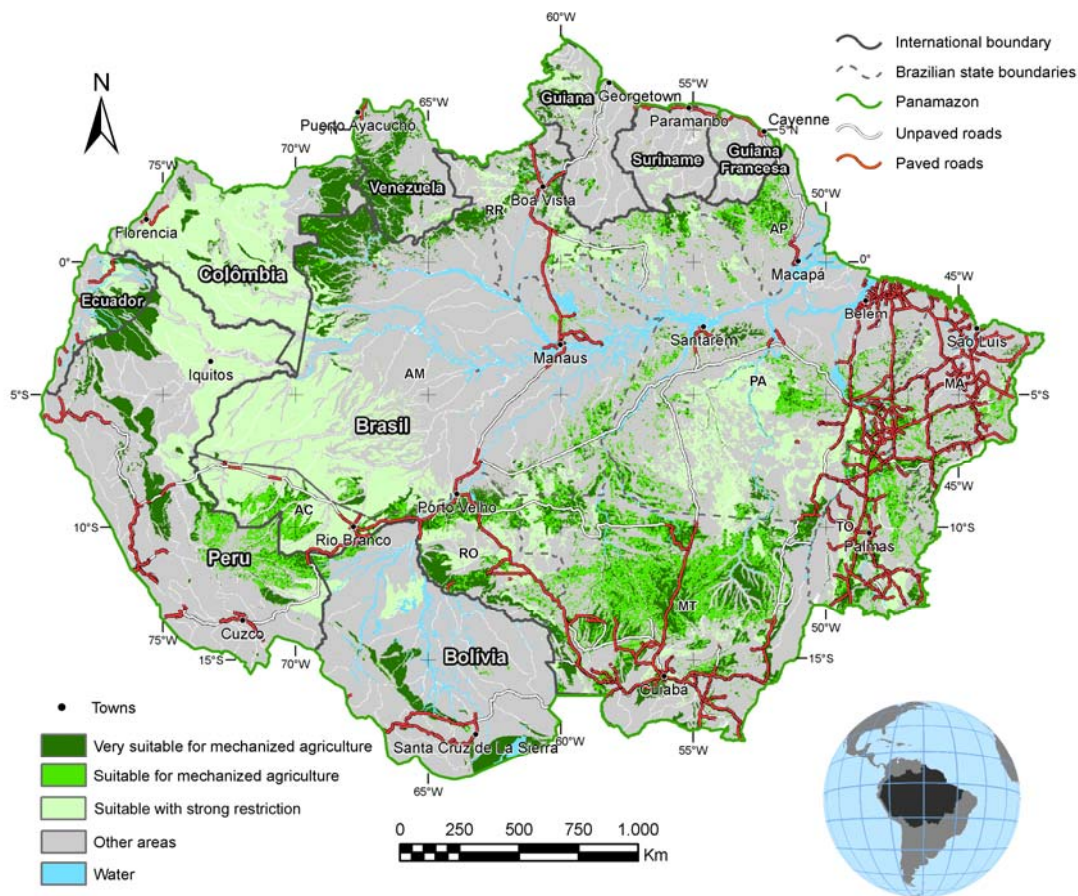 60°W
International boundary
Brazilian state boundaries
Panamazon
Unpaved roads
Paved roads
N
65°W
55°W
Georgetown
Guiana
Puerto Ayacucho
5°N
Paramanbo
Cayenne
5°N
75°W
70°W
Venezuela
Suriname
Guiana
Francesa
50°W
RR
Boa Vista
Florencia
AP
0°
Colômbia
Macapá
0°
45°W
Ecuador
Belém
Santarém
São Luis
Manaus
Iquitos
AM
PA
MA
5°S
5°S
Brasil
45°W
Porto Velho
AC
10°S
Rio Branco
RO
TO
10°S
Palmas
Peru
MT
Cuzco
50°W
75°W
15°S
70°W
Bolívia
15°S
Cuiabá
Towns
60°W
55°W
Very suitable for mechanized agriculture
Santa Cruz de La Sierra
Suitable for mechanized agriculture
65°W
Suitable with strong restriction
0 250 500 750 1.000
Other areas
Km
Water